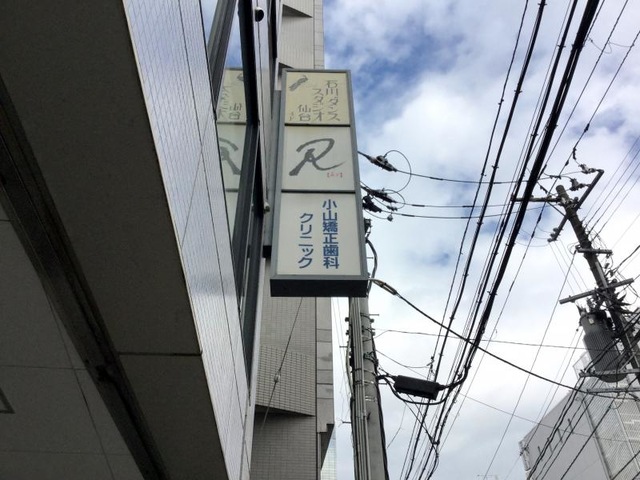 石川ダンス
スタジオ
仙台
R
小山矯正歯科
クリニック